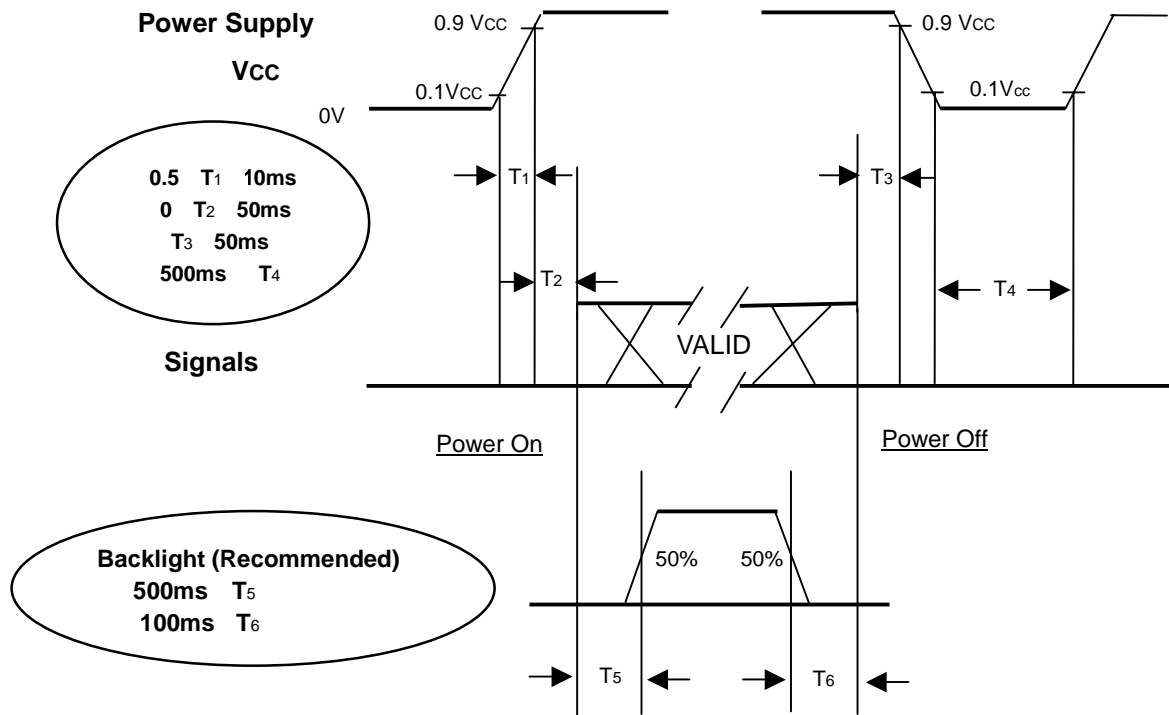 Power Supply
VCC
0.9 VCC
0.1VCC
0V
0.9 VCC
0.1Vcc
0.5 T1 10ms
0 T2 50ms
T3 50ms
500ms T4
T1
T2
T3
T4
Signals
VALID
Power On
Power Off
Backlight (Recommended)
500ms T5
100ms T6
50%
50%
T5
T6